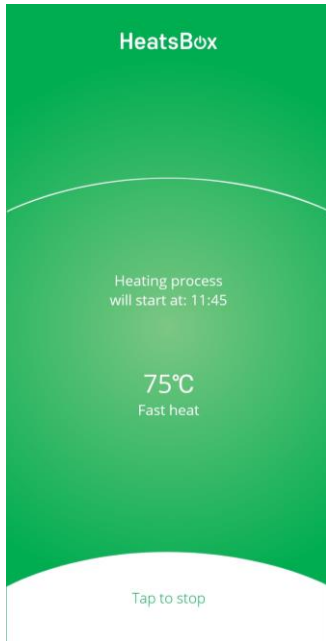 HeatsBox
Heating process
will start at: 11:45
75℃
Fast heat
Tap to stop